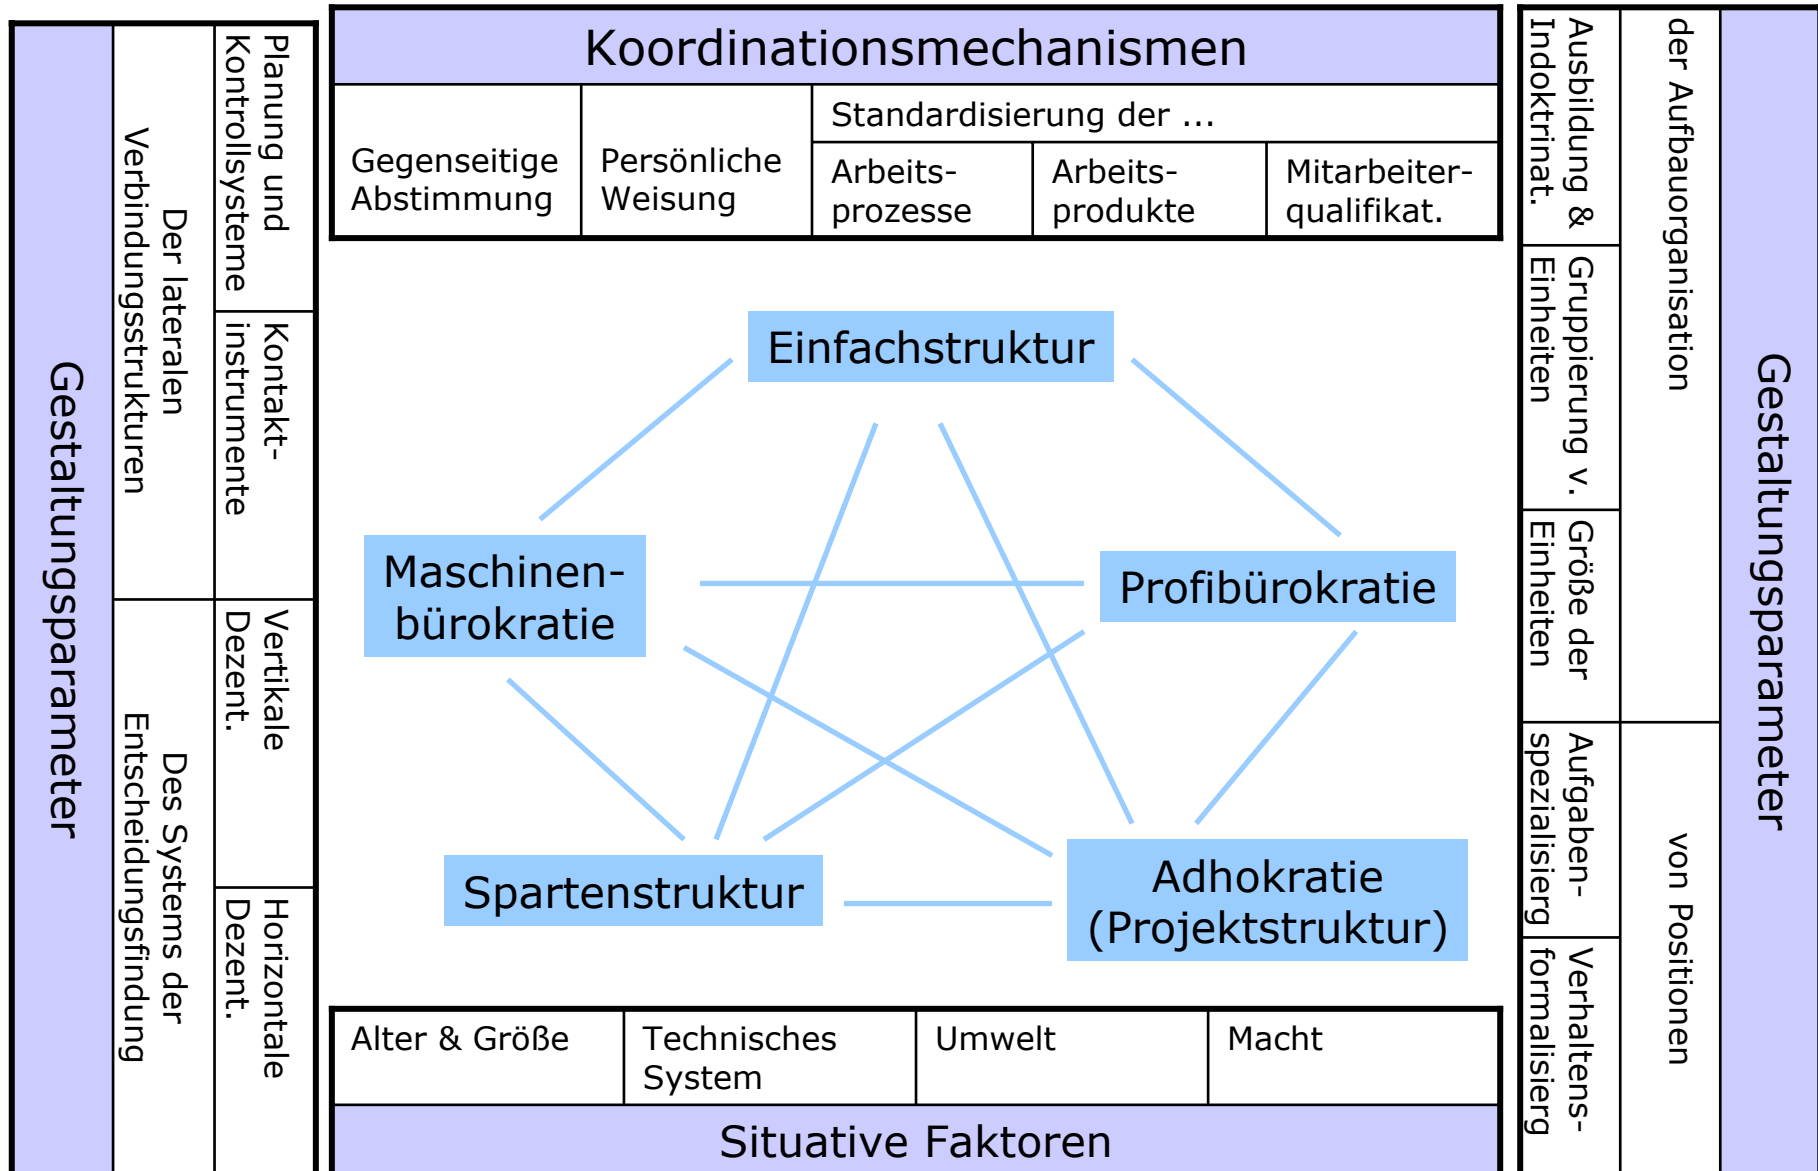 Koordinationsmechanismen
Gegenseitige
Abstimmung
Persönliche
Weisung
Standardisierung der ...
Arbeits-
prozesse
Arbeits-
produkte
Mitarbeiter-
qualifikat.
Gestaltungsparameter
Der lateralen
Verbindungsstrukturen
Planung und
Kontrollsysteme
Kontakt-
instrumente
Des Systems der
Entscheidungsfindung
Vertikale
Dezent.
Horizontale
Dezent.
Einfachstruktur
Maschinen-
bürokratie
Profibürokratie
Spartenstruktur
Adhokratie
(Projektstruktur)
Gestaltungsparameter
der Aufbauorganisation
Ausbildung &
Indoktrinat.
Gruppierung v.
Einheiten
Größe der
Einheiten
von Positionen
Aufgaben-
spezialisierg
Verhaltens-
formalisierg
Alter & Größe
Technisches
System
Umwelt
Macht
Situative Faktoren